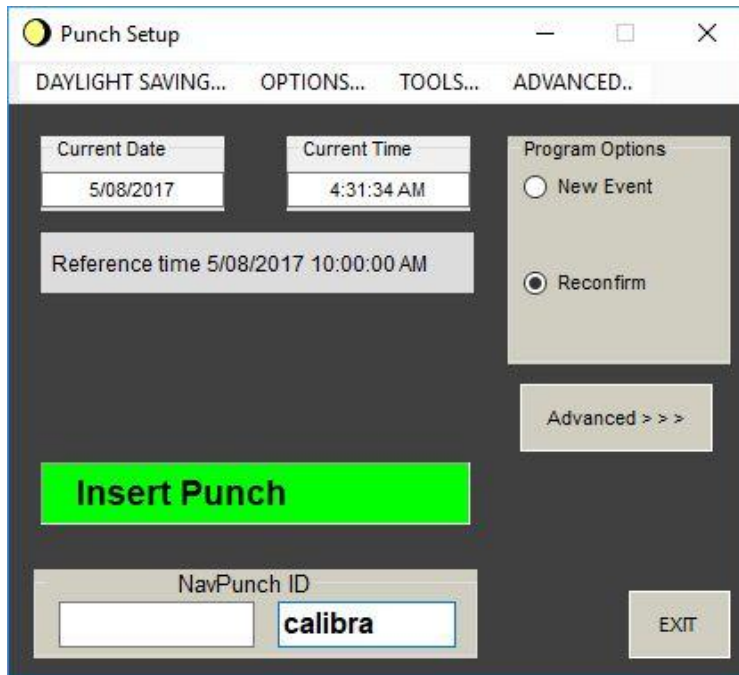 Punch Setup
DAYLIGHT SAVING... OPTIONS... TOOLS... ADVANCED..
Current Date
5/08/2017
Current Time
4:31:34 AM
Program Options
New Event
Reconfirm
Reference time 5/08/2017 10:00:00 AM
Advanced > > >
Insert Punch
NavPunch ID
calibra
EXIT